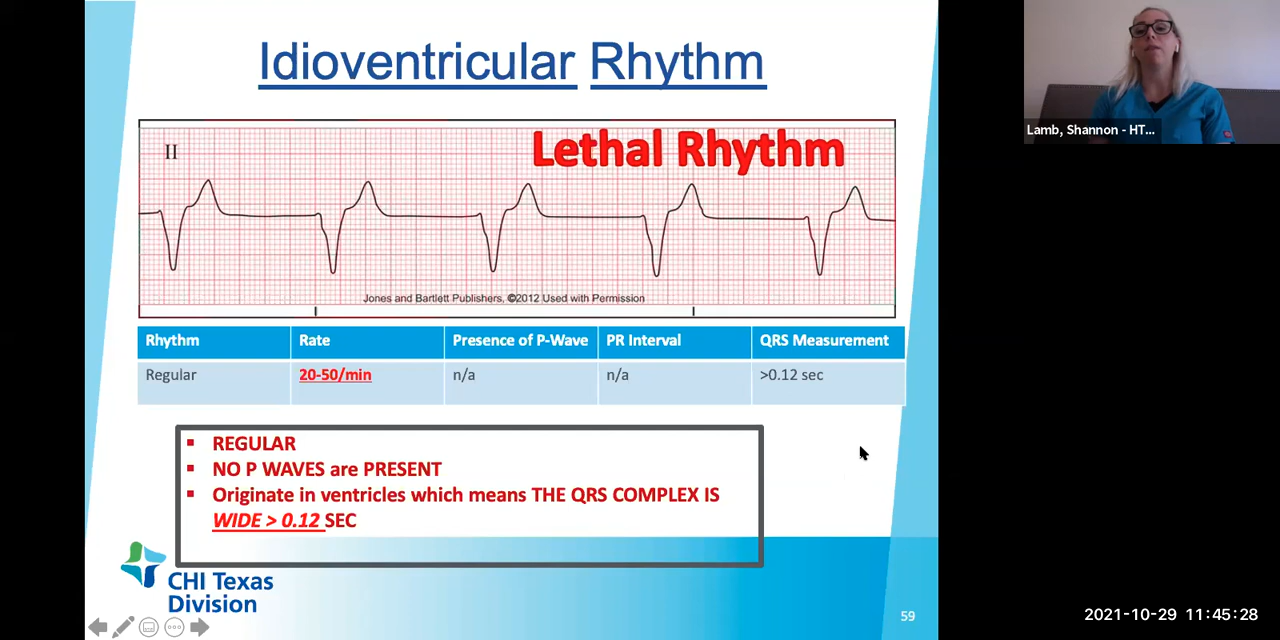 Idioventricular Rhythm
II
Lethal Rhythm
Jones and Bartlett Publishers, ©2012 Used with Permission
Rhythm Rate Presence of P-Wave PR Interval QRS Measurement
Regular 20-50/min n/a n/a >0.12 sec
▪ REGULAR
▪ NO P WAVES are PRESENT
▪ Originate in ventricles which means THE QRS COMPLEX IS
WIDE > 0.12 SEC
CHI Texas
Division
59
Lamb, Shannon - HT...
2021-10-29 11:45:28